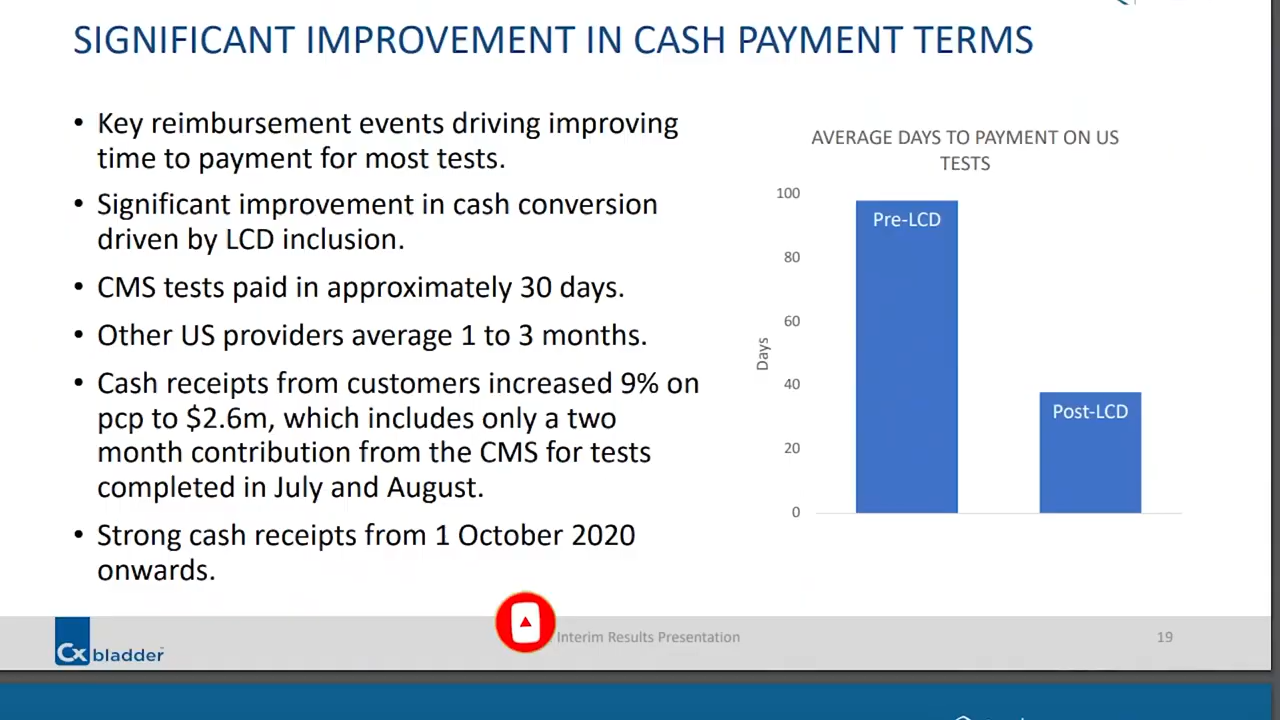 SIGNIFICANT IMPROVEMENT IN CASH PAYMENT TERMS
• Key reimbursement events driving improving
time to payment for most tests.
• Significant improvement in cash conversion
driven by LCD inclusion.
• CMS tests paid in approximately 30 days.
• Other US providers average 1 to 3 months.
• Cash receipts from customers increased 9% on
pcp to $2.6m, which includes only a two
month contribution from the CMS for tests
completed in July and August.
• Strong cash receipts from 1 October 2020
onwards.
AVERAGE DAYS TO PAYMENT ON US
TESTS
100
80
60
40
20
0
Days
Pre-LCD
Post-LCD
Cxbladder
Interim Results Presentation
19